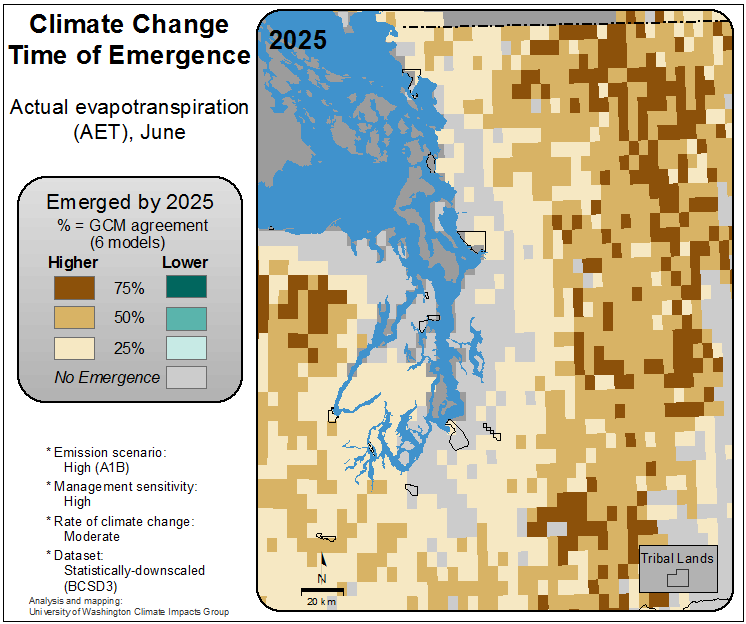 Climate Change
Time of Emergence
Actual evapotranspiration
(AET), June
Emerged by 2025
% = GCM agreement
(6 models)
Higher Lower
75%
50%
25%
No Emergence
* Emission scenario:
High (A1B)
* Management sensitivity:
High
* Rate of climate change:
Moderate
* Dataset:
Statistically-downscaled
(BCSD3)
Analysis and mapping:
University of Washington Climate Impacts Group
2025
N
20 km
Tribal Lands